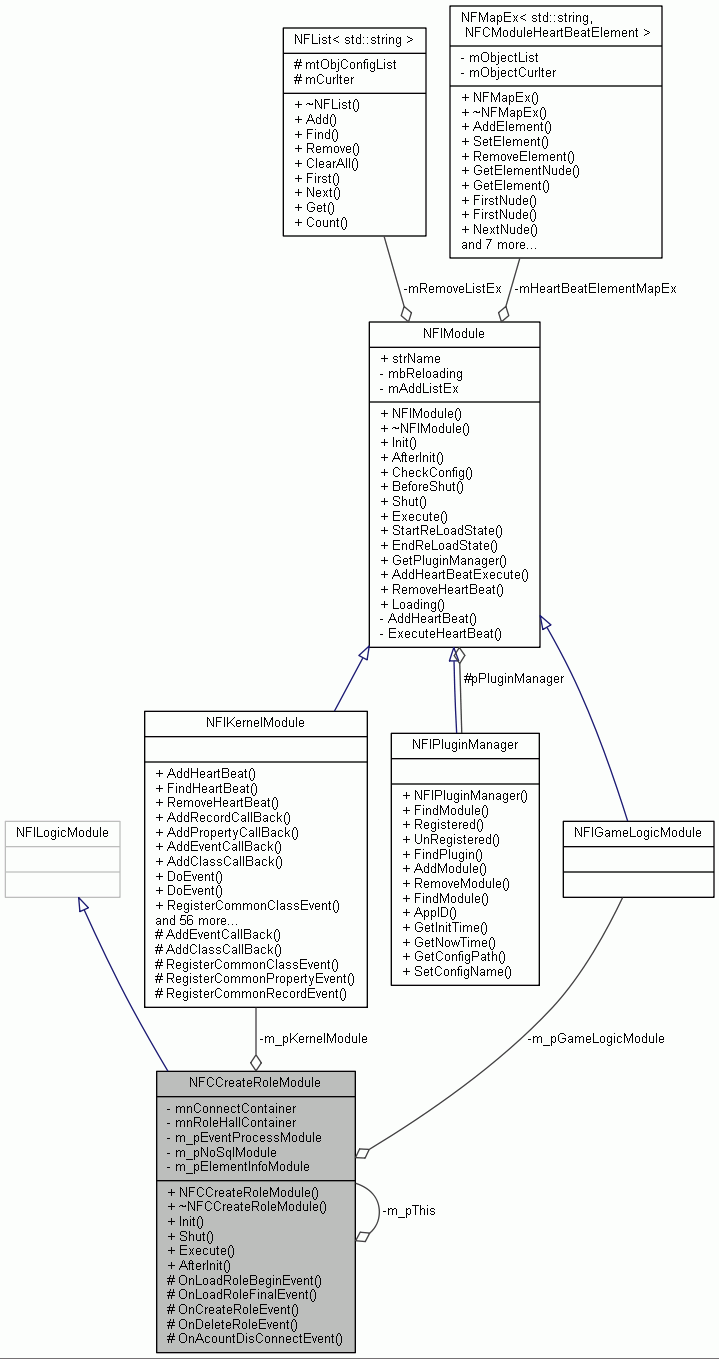 NFList< std::string >
# mtObjConfigList
# mCurIter
+ ~NFList()
+ Add()
+ Find()
+ Remove()
+ ClearAll()
+ First()
+ Next()
+ Get()
+ Count()
NFMapEx< std::string,
NFCModuleHeartBeatElement >
- mObjectList
- mObjectCurIter
+ NFMapEx()
+ ~NFMapEx()
+ AddElement()
+ SetElement()
+ RemoveElement()
+ GetElementNude()
+ GetElement()
+ FirstNude()
+ FirstNude()
+ NextNude()
and 7 more...
-mRemoveListEx
-mHeartBeatElementMapEx
NFIModule
+ strName
- mbReloading
- mAddListEx
+ NFIModule()
+ ~NFIModule()
+ Init()
+ AfterInit()
+ CheckConfig()
+ BeforeShut()
+ Shut()
+ Execute()
+ StartReLoadState()
+ EndReLoadState()
+ GetPluginManager()
+ AddHeartBeatExecute()
+ RemoveHeartBeat()
+ Loading()
- AddHeartBeat()
- ExecuteHeartBeat()
#pPluginManager
NFIKernelModule
+ AddHeartBeat()
+ FindHeartBeat()
+ RemoveHeartBeat()
+ AddRecordCallBack()
+ AddPropertyCallBack()
+ AddEventCallBack()
+ AddClassCallBack()
+ DoEvent()
+ DoEvent()
+ RegisterCommonClassEvent()
and 56 more...
# AddEventCallBack()
# AddClassCallBack()
# RegisterCommonClassEvent()
# RegisterCommonPropertyEvent()
# RegisterCommonRecordEvent()
NFIPluginManager
+ NFIPluginManager()
+ FindModule()
+ Registered()
+ UnRegistered()
+ FindPlugin()
+ AddModule()
+ RemoveModule()
+ FindModule()
+ AppID()
+ GetInitTime()
+ GetNowTime()
+ GetConfigPath()
+ SetConfigName()
NFILogicModule
NFIGameLogicModule
-m_pKernelModule
-m_pGameLogicModule
NFCCreateRoleModule
- mnConnectContainer
- mnRoleHallContainer
- m_pEventProcessModule
- m_pNoSqlModule
- m_pElementInfoModule
+ NFCCreateRoleModule()
+ ~NFCCreateRoleModule()
+ Init()
+ Shut()
+ Execute()
+ AfterInit()
# OnLoadRoleBeginEvent()
# OnLoadRoleFinalEvent()
# OnCreateRoleEvent()
# OnDeleteRoleEvent()
# OnAcountDisConnectEvent()
-m_pThis